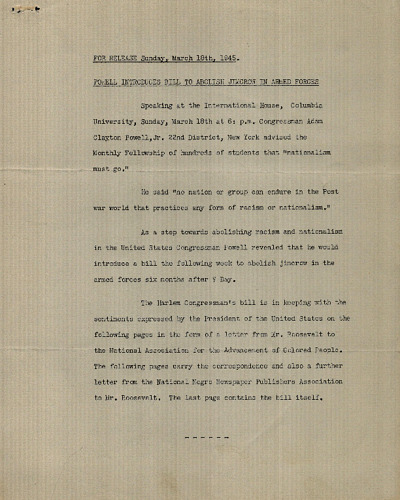 FOR RELEASE Sunday, March 18th, 1945.
POWELL INTRODUCES BILL TO ABOLISH JIMCROW IN ARMED FORCES
Speaking at the International House, Columbia
University, Sunday, March 18th at 6: p.m. Congressman Adam
Clayton Powell,Jr. 22nd District, New York advised the
Monthly Fellowship of hundreds of students that "nationalism
must go."
He said "no nation or group can endure in the Post
war world that practices any form of racism or nationalism."
As a step towards abolishing racism and nationalism
in the United States Congressman Powell revealed that he would
introduce a bill the following week to abolish jimcrow in the
armed forces six months after V Day.
The Harlem Congressman's bill is in keeping with the
sentiments expressed by the President of the United States on the
following pages in the form of a letter from Mr. Roosevelt to
the National Association for the Advancement of Colored People.
The following pages carry the correspondence and also a further
letter from the National Negro Newspaper Publishers Association
to Mr. Roosevelt. The last page contains the bill itself.
- - - - - -